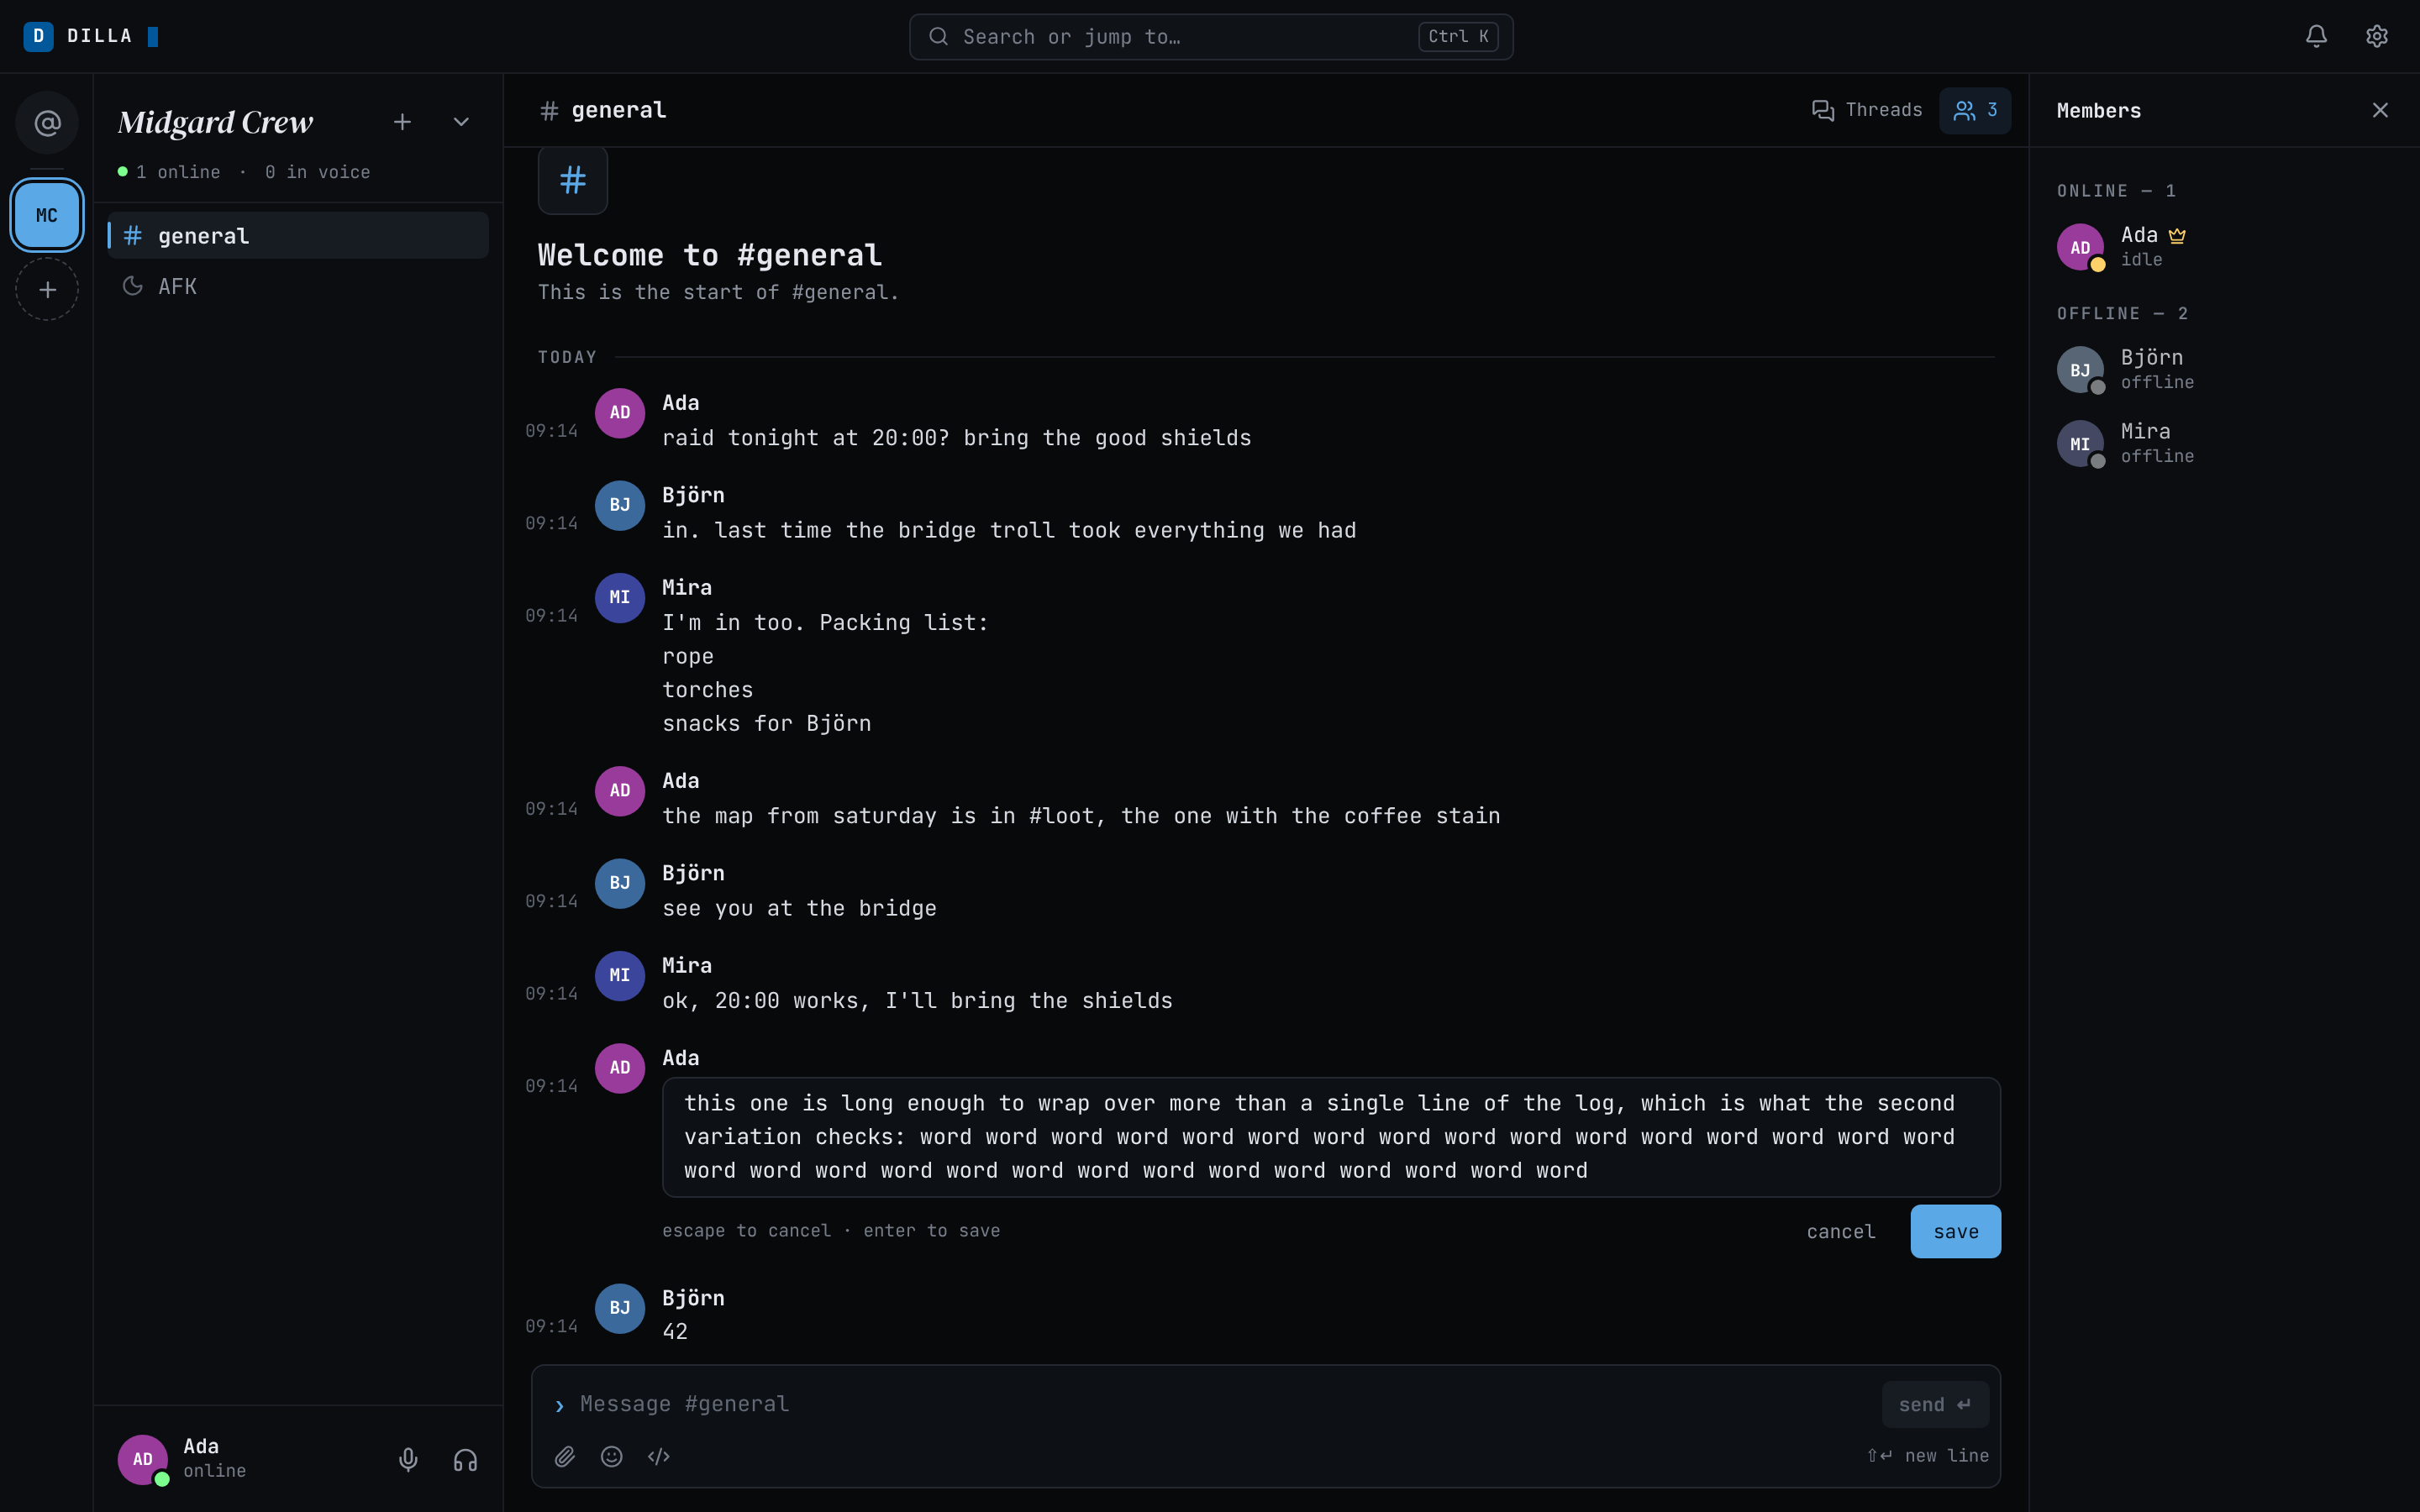 D DILLA
Search or jump to…
Ctrl K
@
MC
Midgard Crew
1 online · 0 in voice
# general
AFK
Ada
online
AD
# general
Threads
3
#
Welcome to #general
This is the start of #general.
TODAY
AD
Ada
09:14
raid tonight at 20:00? bring the good shields
BJ
Björn
09:14
in. last time the bridge troll took everything we had
MI
Mira
09:14
I'm in too. Packing list:
rope
torches
snacks for Björn
AD
Ada
09:14
the map from saturday is in #loot, the one with the coffee stain
BJ
Björn
09:14
see you at the bridge
MI
Mira
09:14
ok, 20:00 works, I'll bring the shields
AD
Ada
09:14
this one is long enough to wrap over more than a single line of the log, which is what the second
variation checks: word word word word word word word word word word word word word word word word
word word word word word word word word word word word word word word
escape to cancel · enter to save
cancel
save
BJ
Björn
09:14
42
› Message #general
send ↵
⇧↵ new line
Members
ONLINE — 1
AD
Ada
idle
OFFLINE — 2
BJ
Björn
offline
MI
Mira
offline